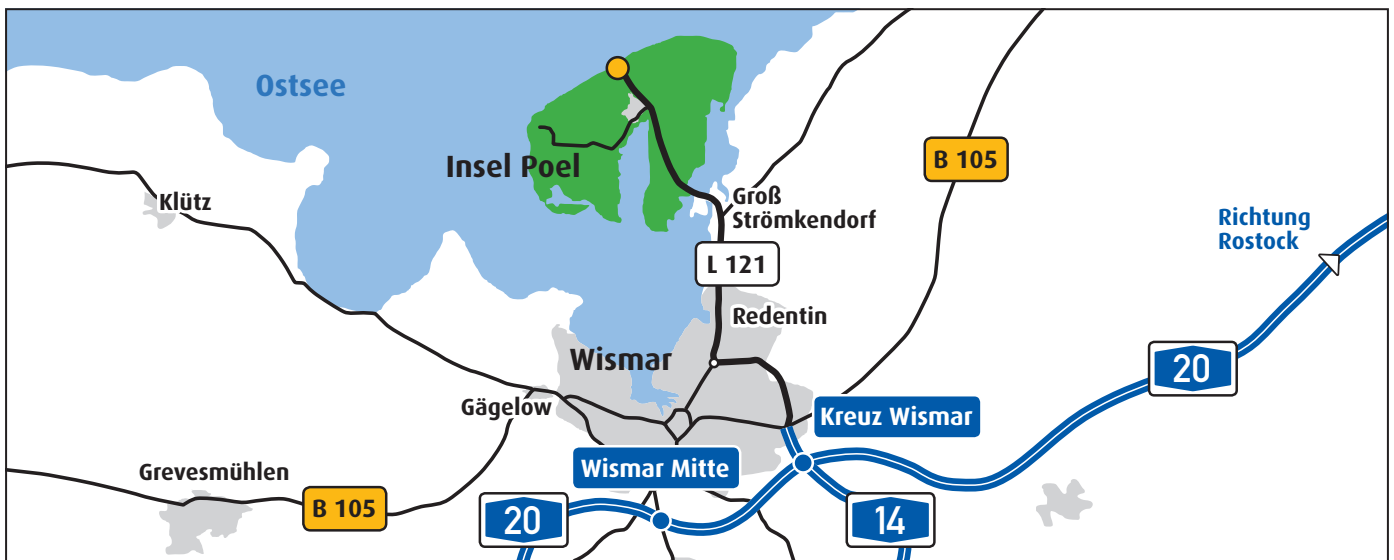 Ostsee
Insel Poel
B 105
Klütz
Groß
Strömkendorf
Richtung
Rostock
L 121
Redentin
Wismar
20
Gägelow
Kreuz Wismar
Grevesmühlen
Wismar Mitte
B 105
20
14